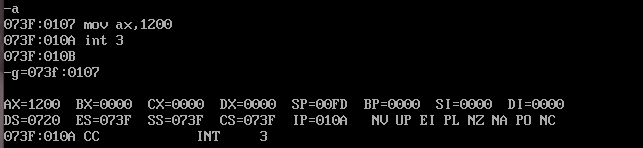 -a
073F:0107 mov ax,1200
073F:010A int 3
073F:010B
-g=073f:0107
AX=1200  BX=0000  CX=0000  DX=0000  SP=00FD  BP=0000  SI=0000  DI=0000
DS=0720  ES=073F  SS=073F  CS=073F  IP=010A   NV UP EI PL NZ NA PO NC
073F:010A CC            INT     3